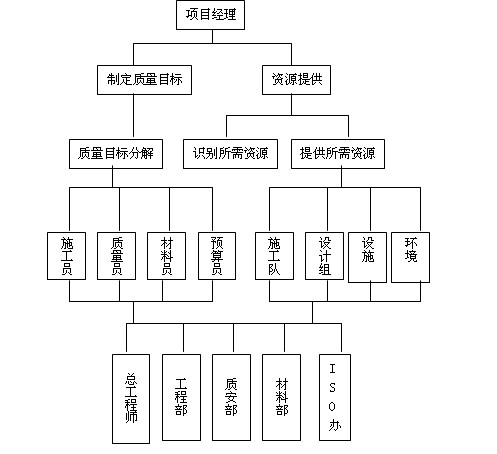 项目经理
制定质量目标
资源提供
质量目标分解
识别所需资源
提供所需资源
施工员
质量员
材料员
预算员
施工队
设计组
设施
环境
总工程师
工程部
质安部
材料部
ISO办